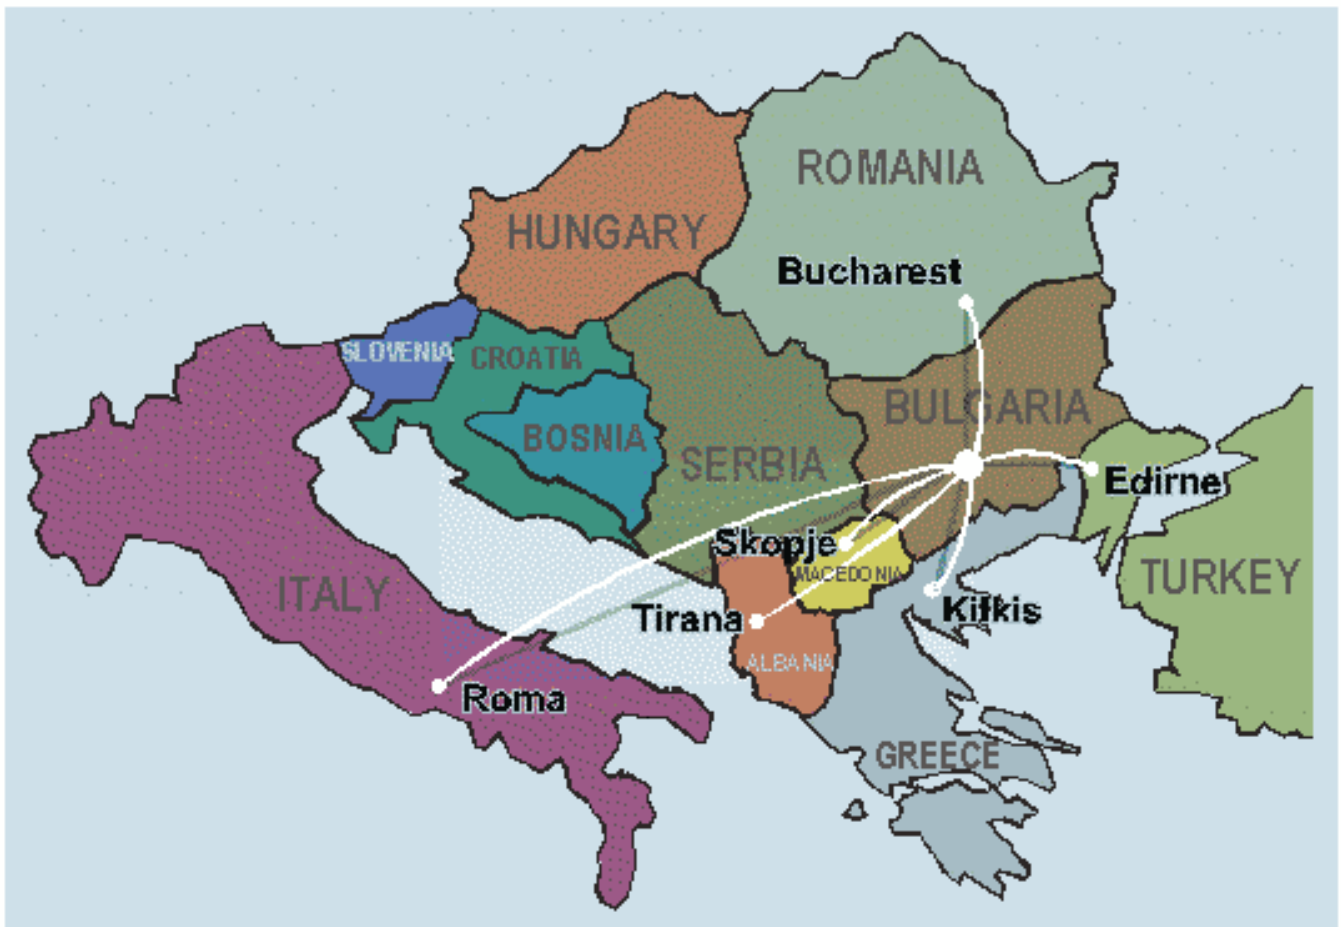 ROMANIA
HUNGARY
Bucharest
SLOVENIA
CROATIA
BULGARIA
BOSNIA
SERBIA
Edirne
Skopje
MACEDONIA
TURKEY
ITALY
Kilkis
Tirana
ALBANIA
Roma
GREECE